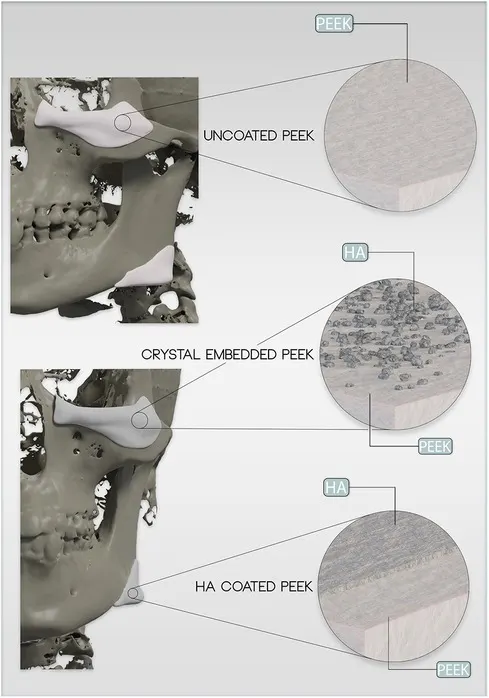 PEEK
UNCOATED PEEK
HA
CRYSTAL EMBEDDED PEEK
PEEK
HA
HA COATED PEEK
PEEK